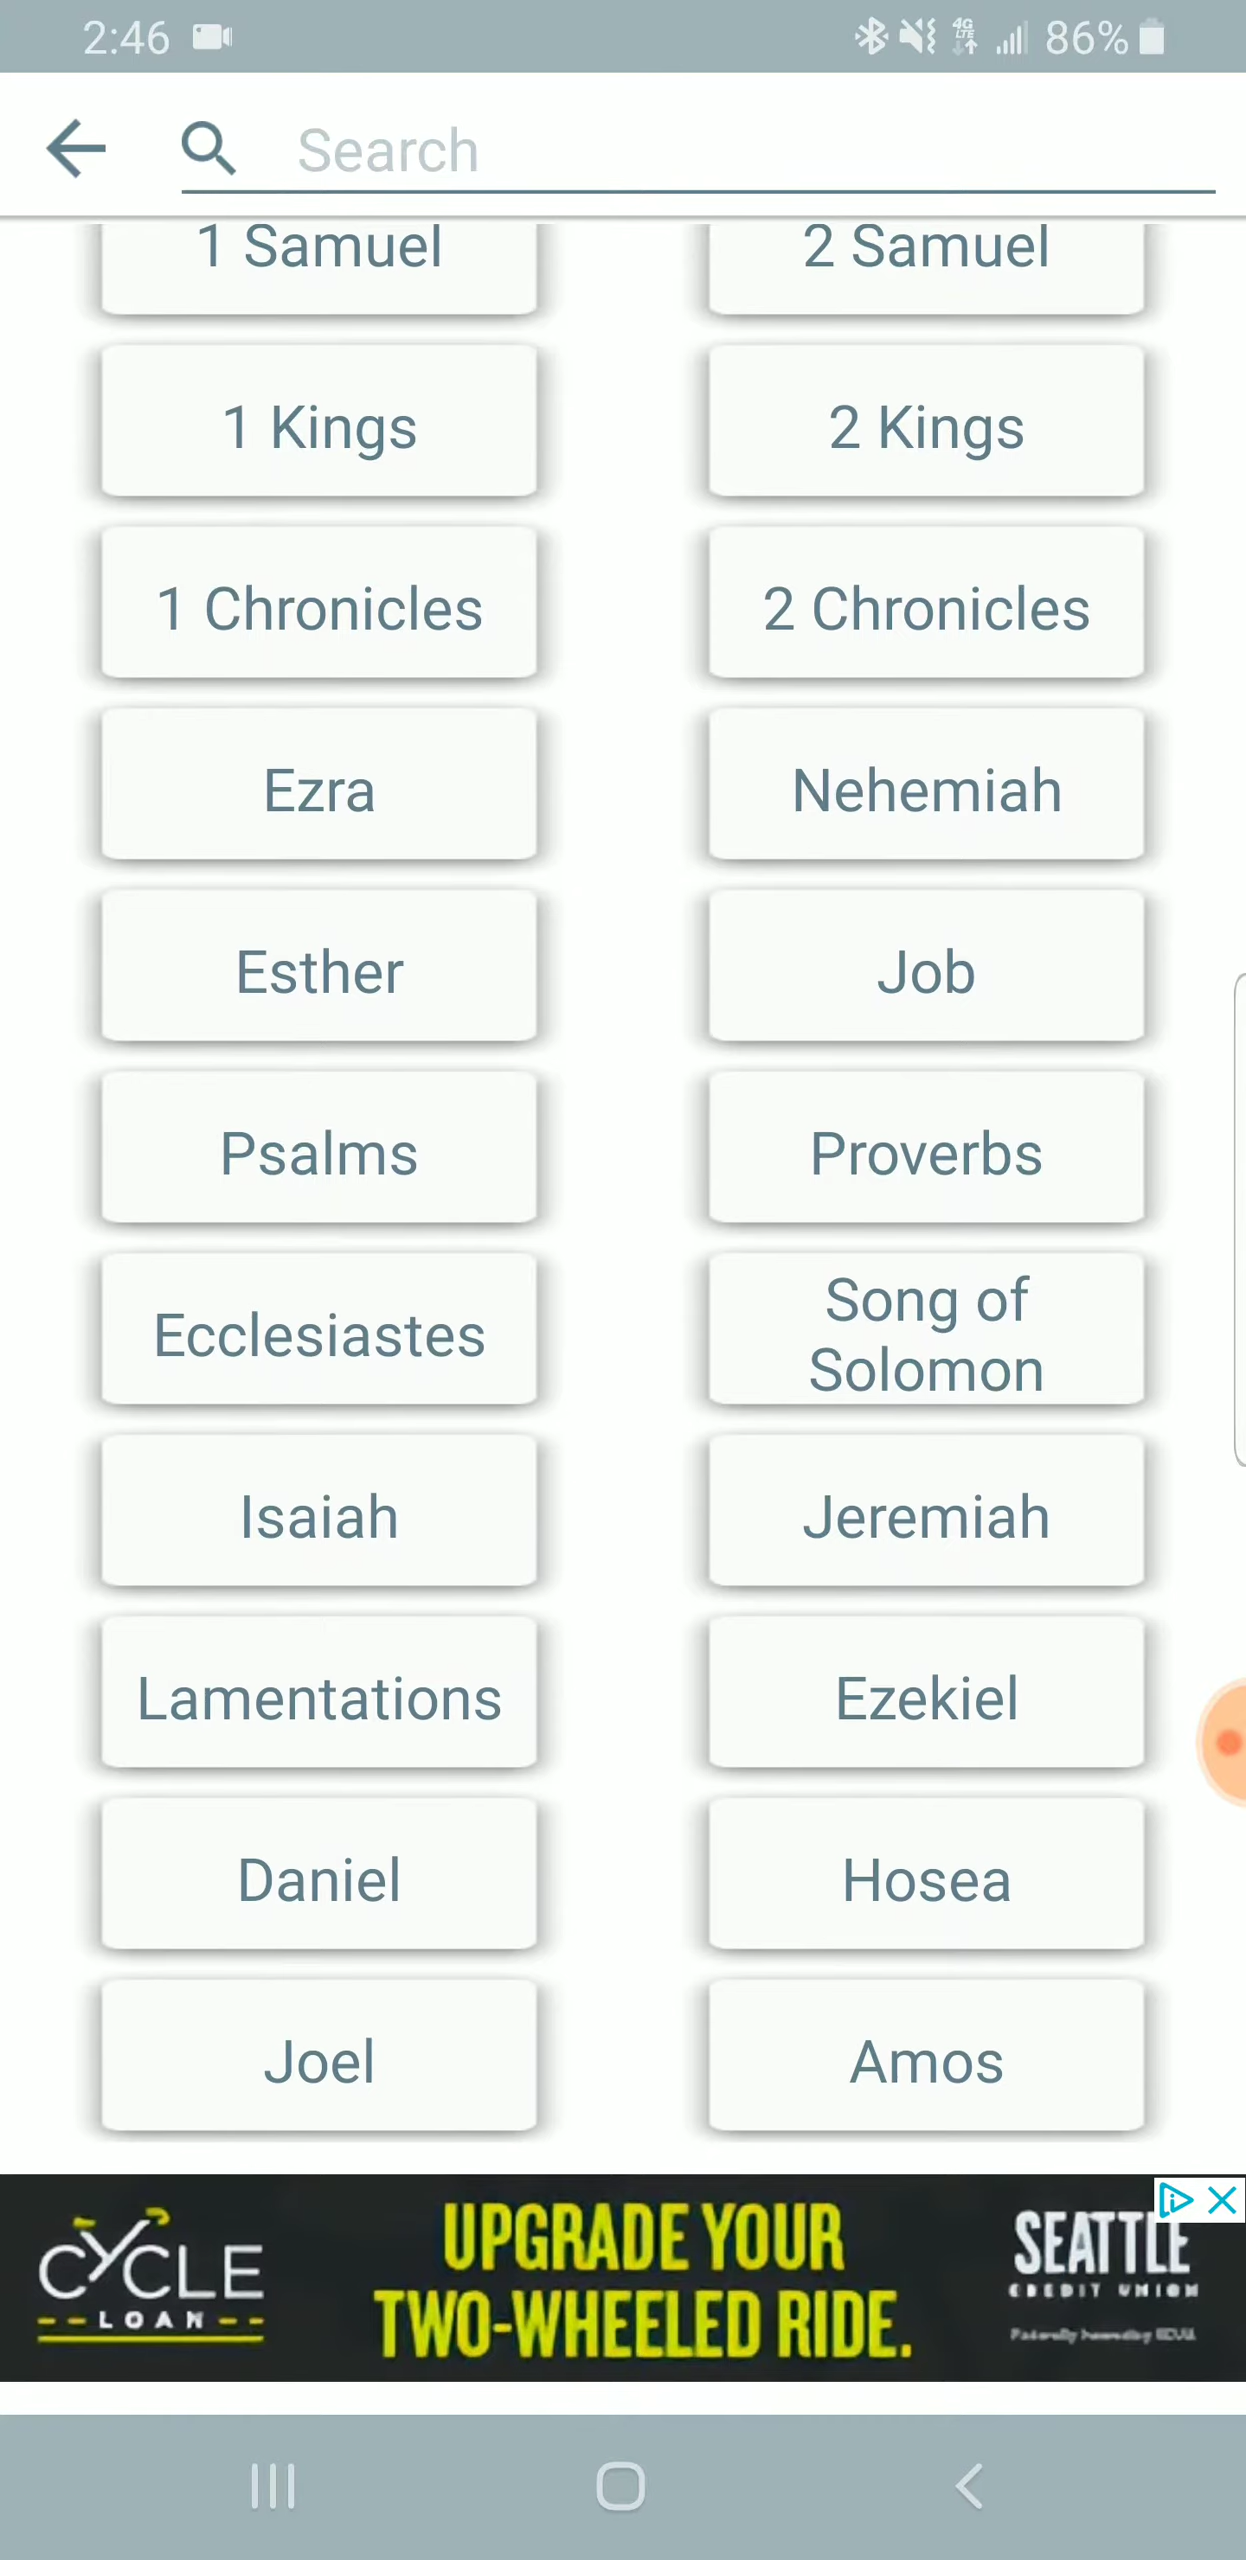 2:46 4G LTE 86%
Search
1 Samuel 2 Samuel
1 Kings 2 Kings
1 Chronicles 2 Chronicles
Ezra Nehemiah
Esther Job
Psalms Proverbs
Ecclesiastes Song of
Solomon
Isaiah Jeremiah
Lamentations Ezekiel
Daniel Hosea
Joel Amos
CYCLE
LOAN
UPGRADE YOUR
TWO-WHEELED RIDE.
SEATTLE
CREDIT UNION